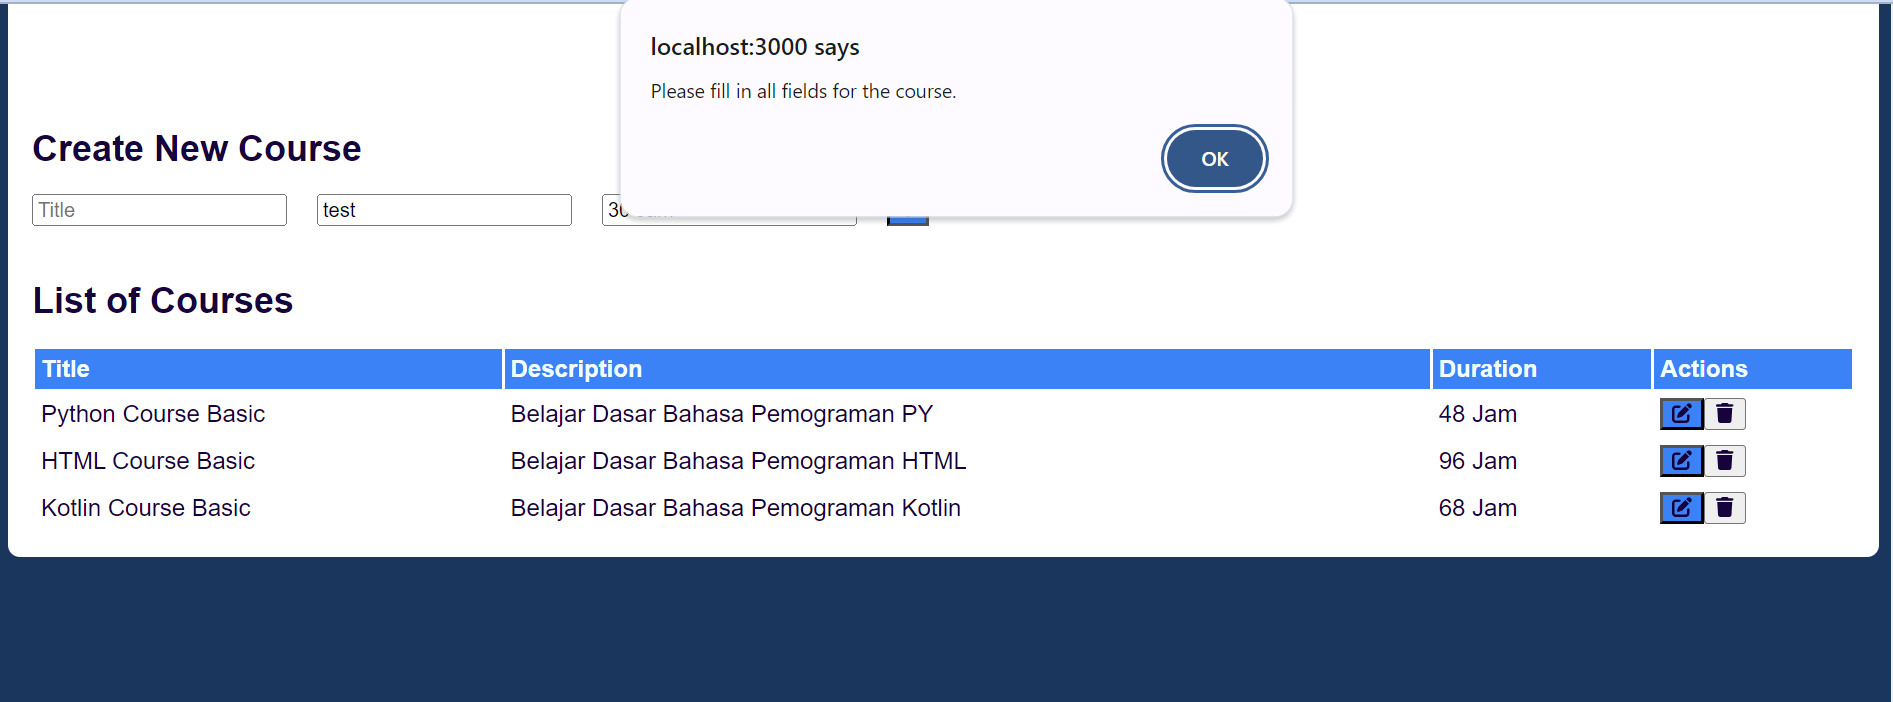 localhost:3000 says
Please fill in all fields for the course.
OK
Create New Course
Title
test
30 Jam
List of Courses
Title Description Duration Actions
Python Course Basic Belajar Dasar Bahasa Pemograman PY 48 Jam
HTML Course Basic Belajar Dasar Bahasa Pemograman HTML 96 Jam
Kotlin Course Basic Belajar Dasar Bahasa Pemograman Kotlin 68 Jam